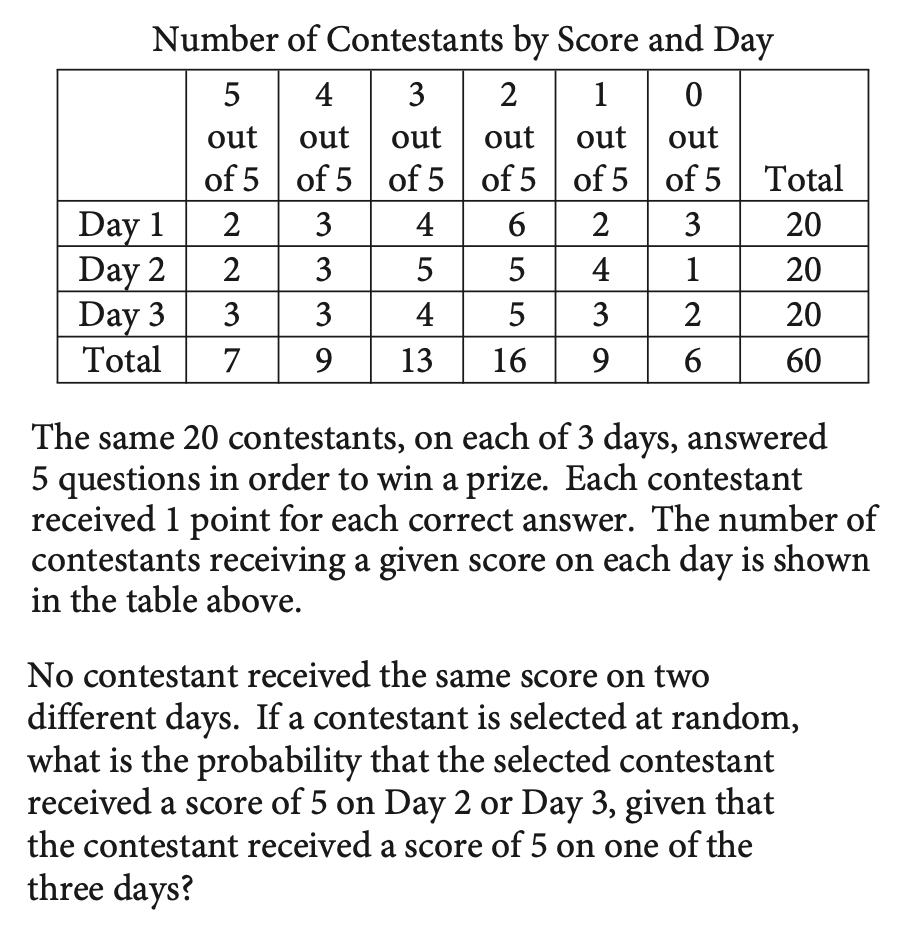 Number of Contestants by Score and Day
5 out of 5 4 out of 5 3 out of 5 2 out of 5 1 out of 5 0 out of 5 Total
Day 1 2 3 4 6 2 3 20
Day 2 2 3 5 5 4 1 20
Day 3 3 3 4 5 3 2 20
Total 7 9 13 16 9 6 60
The same 20 contestants, on each of 3 days, answered
5 questions in order to win a prize. Each contestant
received 1 point for each correct answer. The number of
contestants receiving a given score on each day is shown
in the table above.
No contestant received the same score on two
different days. If a contestant is selected at random,
what is the probability that the selected contestant
received a score of 5 on Day 2 or Day 3, given that
the contestant received a score of 5 on one of the
three days?